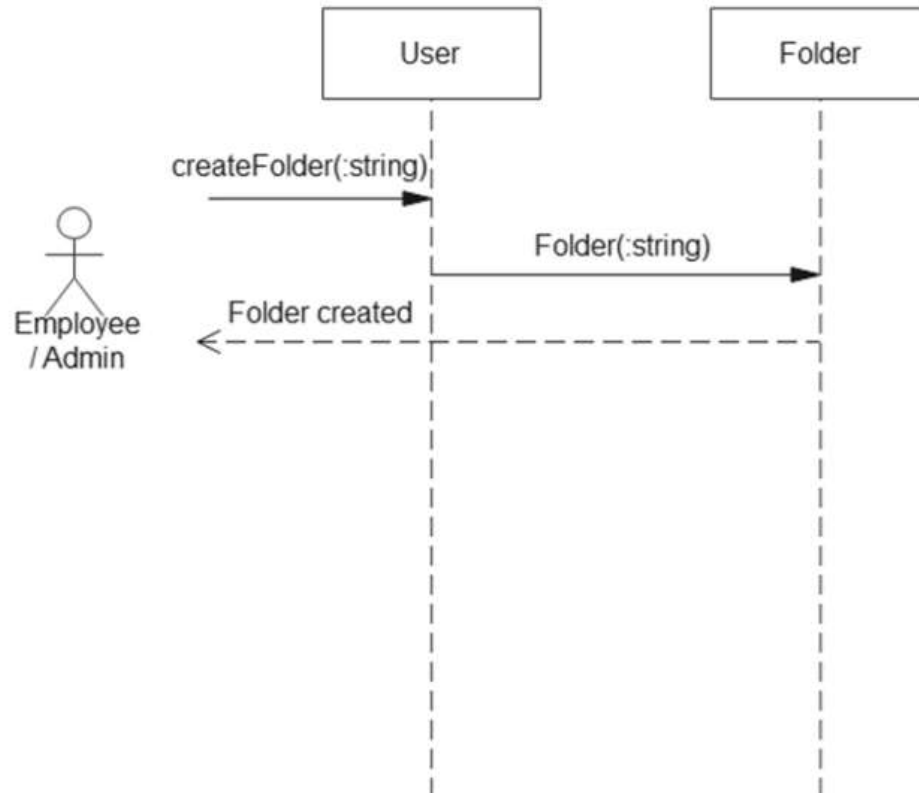 User
Folder
createFolder(:string)
Folder(:string)
Folder created
Employee
/ Admin